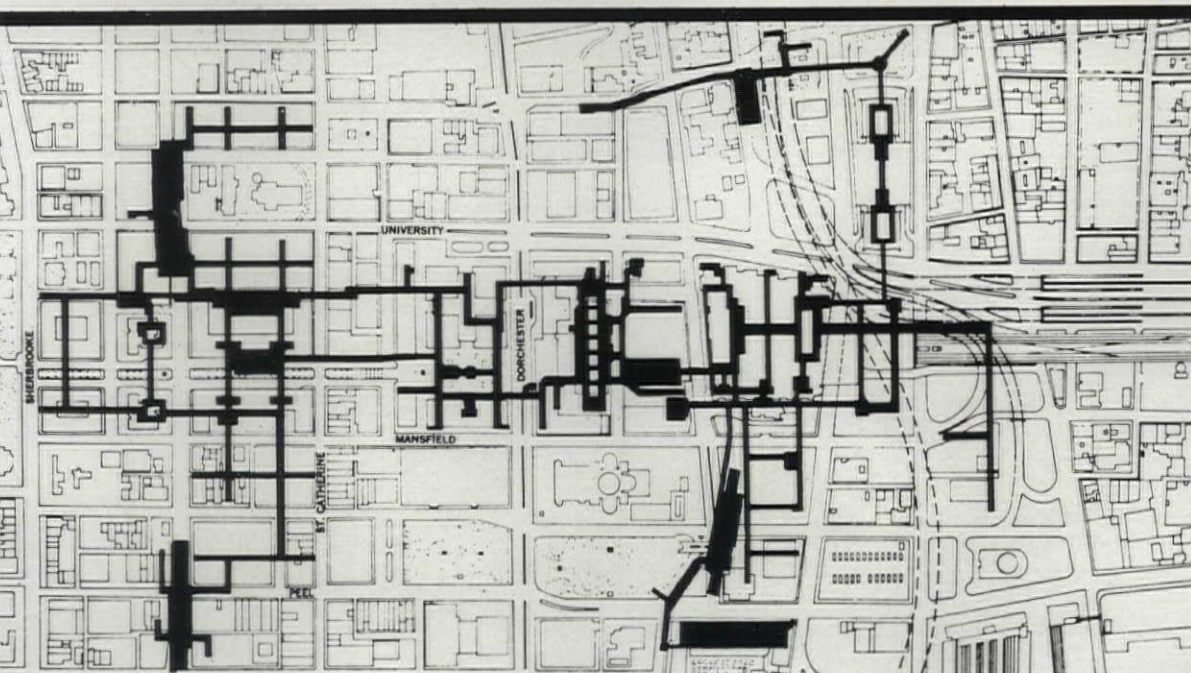 UNIVERSITY
DORCHESTER
SHERBROOKE
MANSFIELD
ST. CATHERINE
PEEL